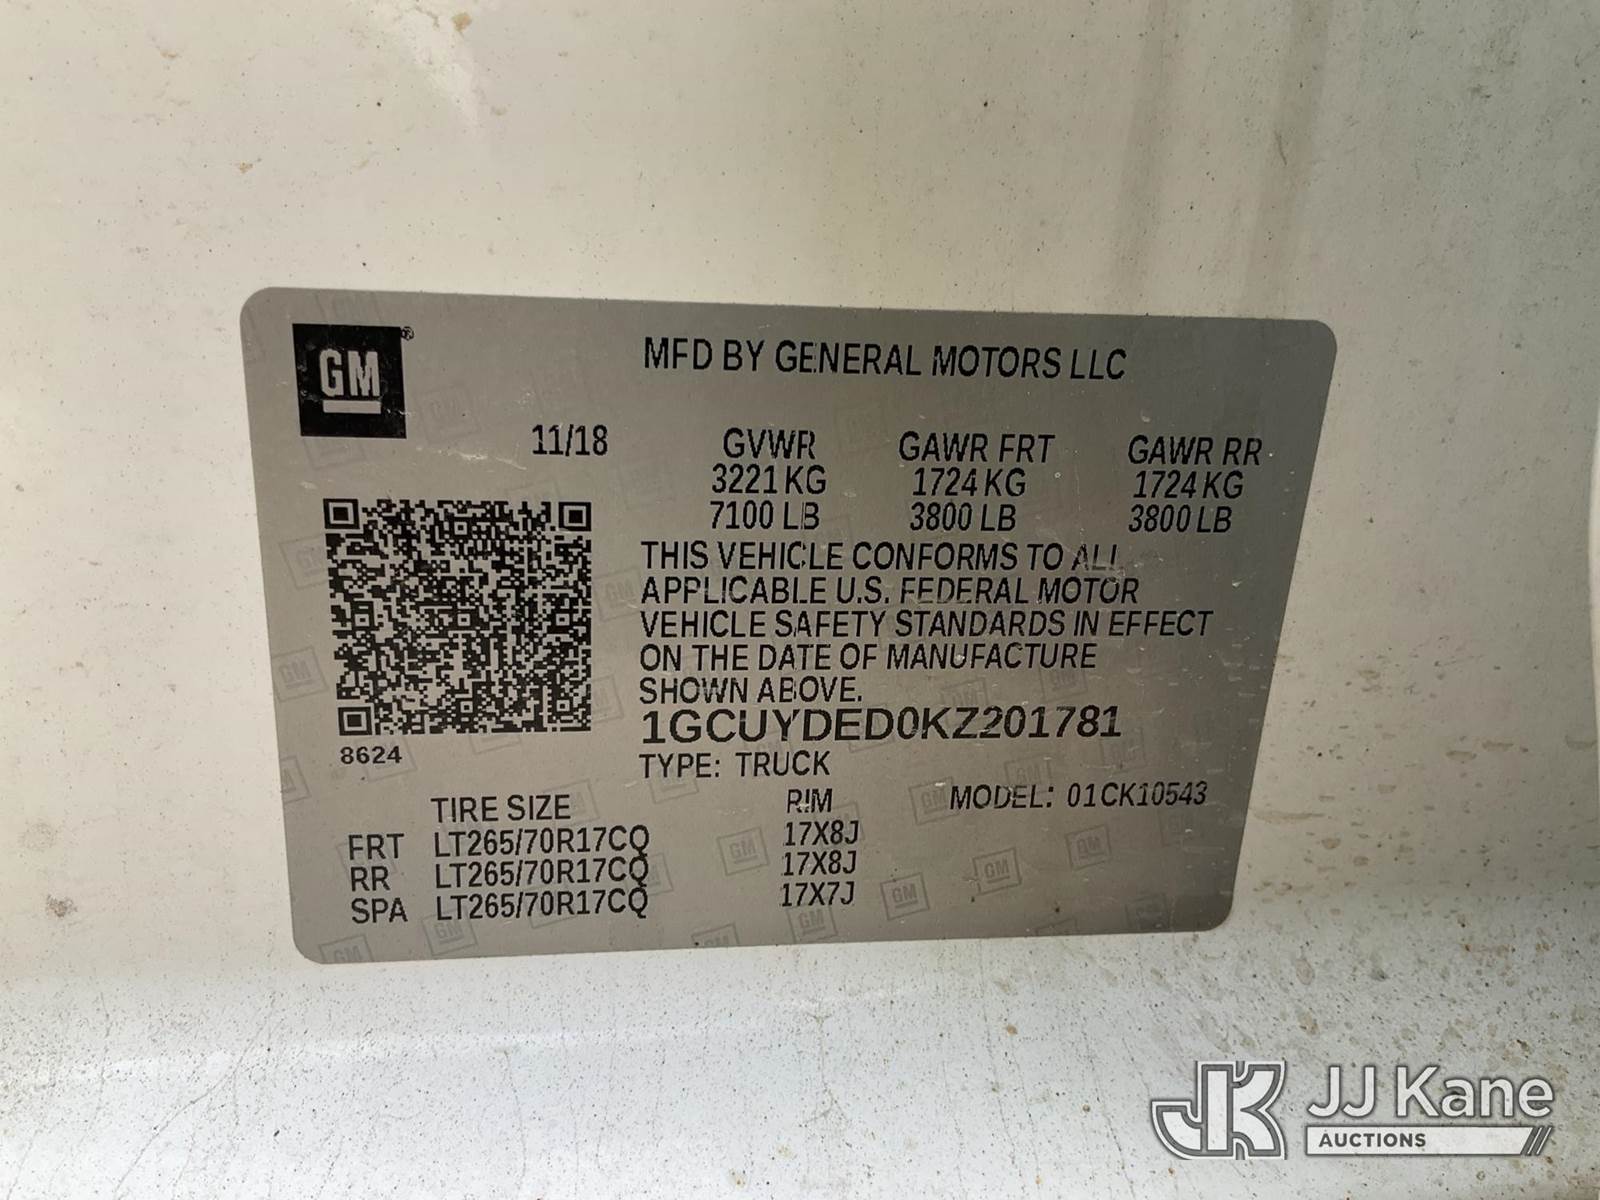 GM
MFD BY GENERAL MOTORS LLC
11/18 GVWR GAWR FRT GAWR RR
3221 KG 1724 KG 1724 KG
7100 LB 3800 LB 3800 LB
THIS VEHICLE CONFORMS TO ALL
APPLICABLE U.S. FEDERAL MOTOR
VEHICLE SAFETY STANDARDS IN EFFECT
ON THE DATE OF MANUFACTURE
SHOWN ABOVE.
1GCUYDED0KZ201781
8624
TYPE: TRUCK
TIRE SIZE RIM MODEL: 01CK10543
FRT LT265/70R17CQ 17X8J
RR LT265/70R17CQ 17X8J
SPA LT265/70R17CQ 17X7J
JK JJ Kane
AUCTIONS